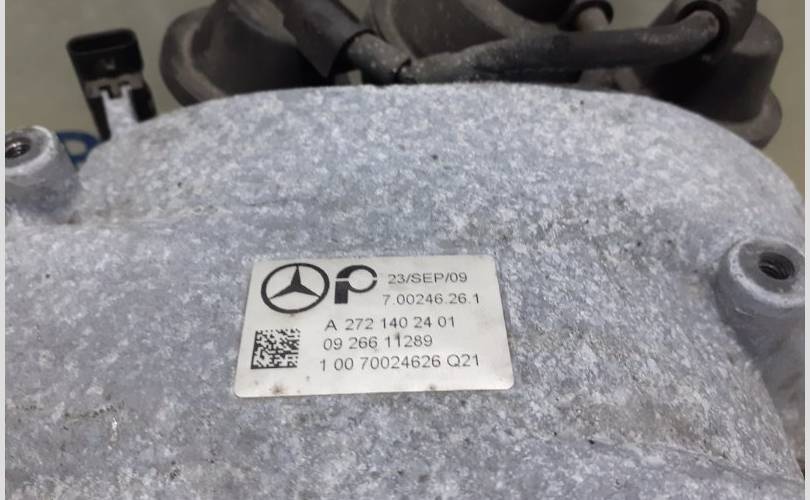 23/SEP/09
7.00246.26.1
A 272 140 24 01
09 266 11289
1 00 70024626 Q21